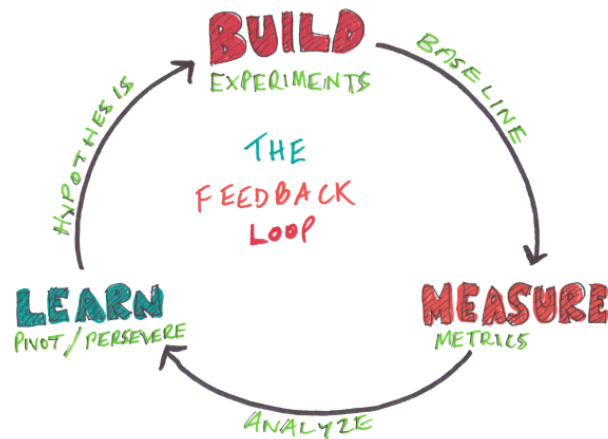 BUILD
EXPERIMENTS
BASELINE
HYPOTHESIS
THE
FEEDBACK
LOOP
LEARN
PIVOT/PERSEVERE
MEASURE
METRICS
ANALYZE